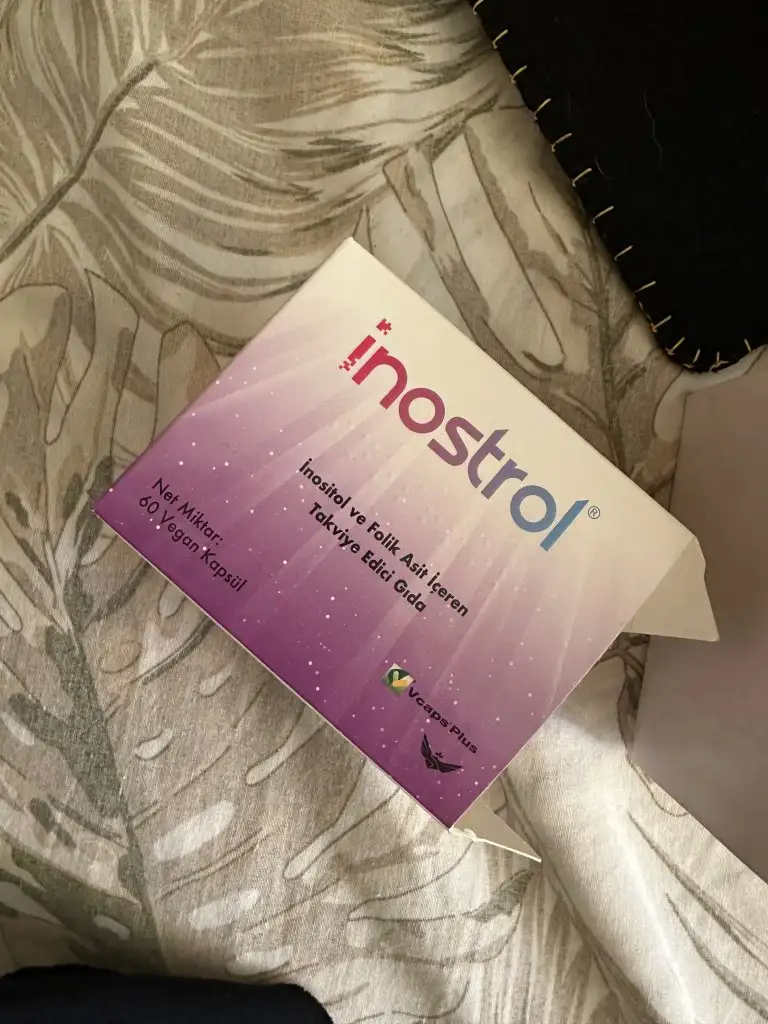 inostrol®
İnositol ve Folik Asit İçeren
Takviye Edici Gıda
Net Miktar:
60 Vegan Kapsül
Vcaps® Plus